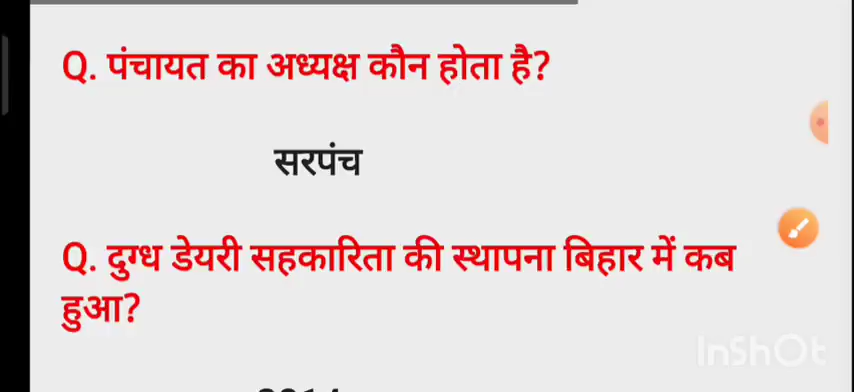 Q. पंचायत का अध्यक्ष कौन होता है?
सरपंच
Q. दुग्ध डेयरी सहकारिता की स्थापना बिहार में कब
हुआ?
InShOt